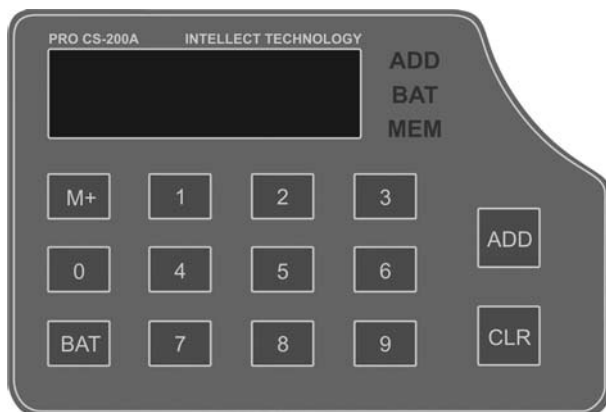 PRO CS-200A INTELLECT TECHNOLOGY
ADD
BAT
MEM
M+ 1 2 3
0 4 5 6
ADD
BAT 7 8 9
CLR